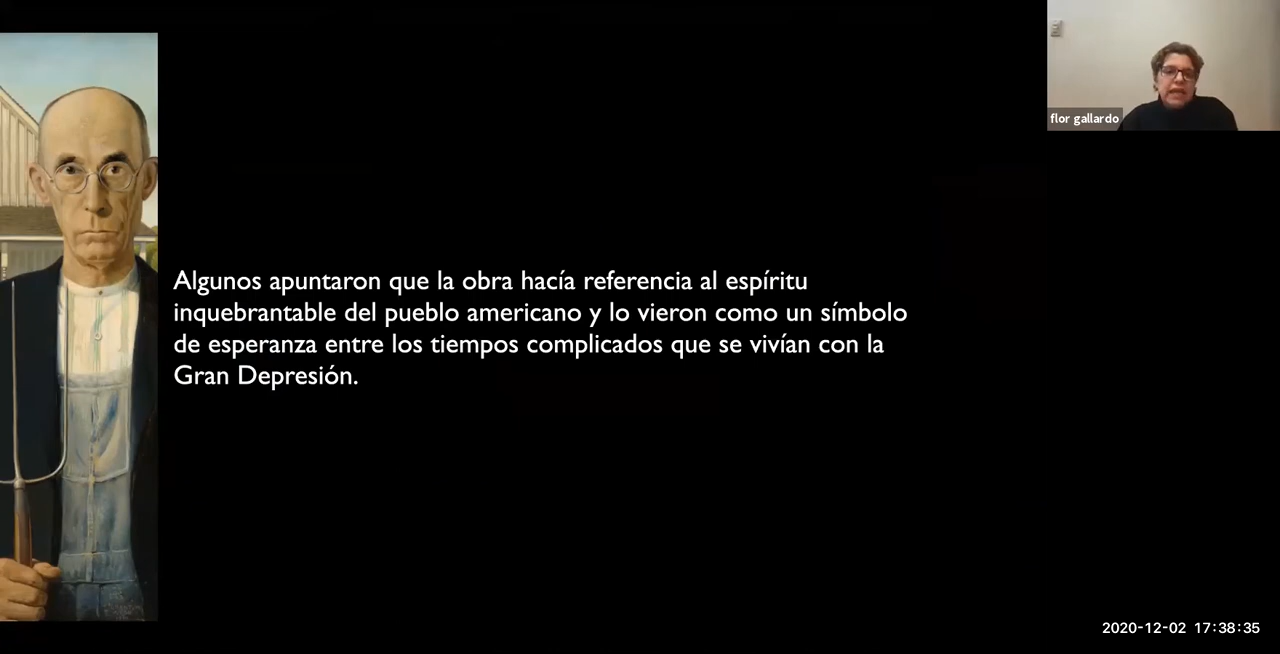 flor gallardo
Algunos apuntaron que la obra hacía referencia al espíritu
inquebrantable del pueblo americano y lo vieron como un símbolo
de esperanza entre los tiempos complicados que se vivían con la
Gran Depresión.
2020-12-02 17:38:35